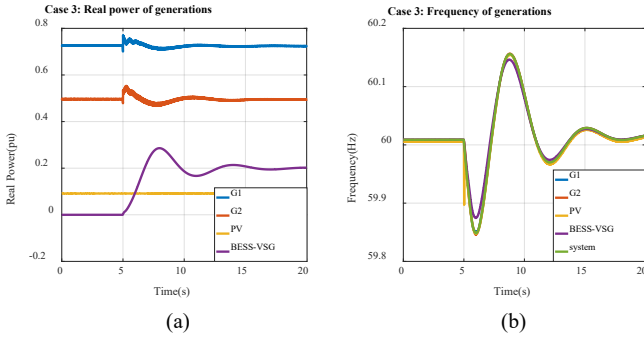 Case 3: Real power of generations
0.8
0.6
0.4
0.2
0
-0.2
Real Power(pu)
0 5 10 15 20
Time(s)
G1
G2
PV
BESS-VSG
(a)
Case 3: Frequency of generations
60.2
60.1
60
59.9
59.8
Frequency(Hz)
0 5 10 15 20
Time(s)
G1
G2
PV
BESS-VSG
system
(b)